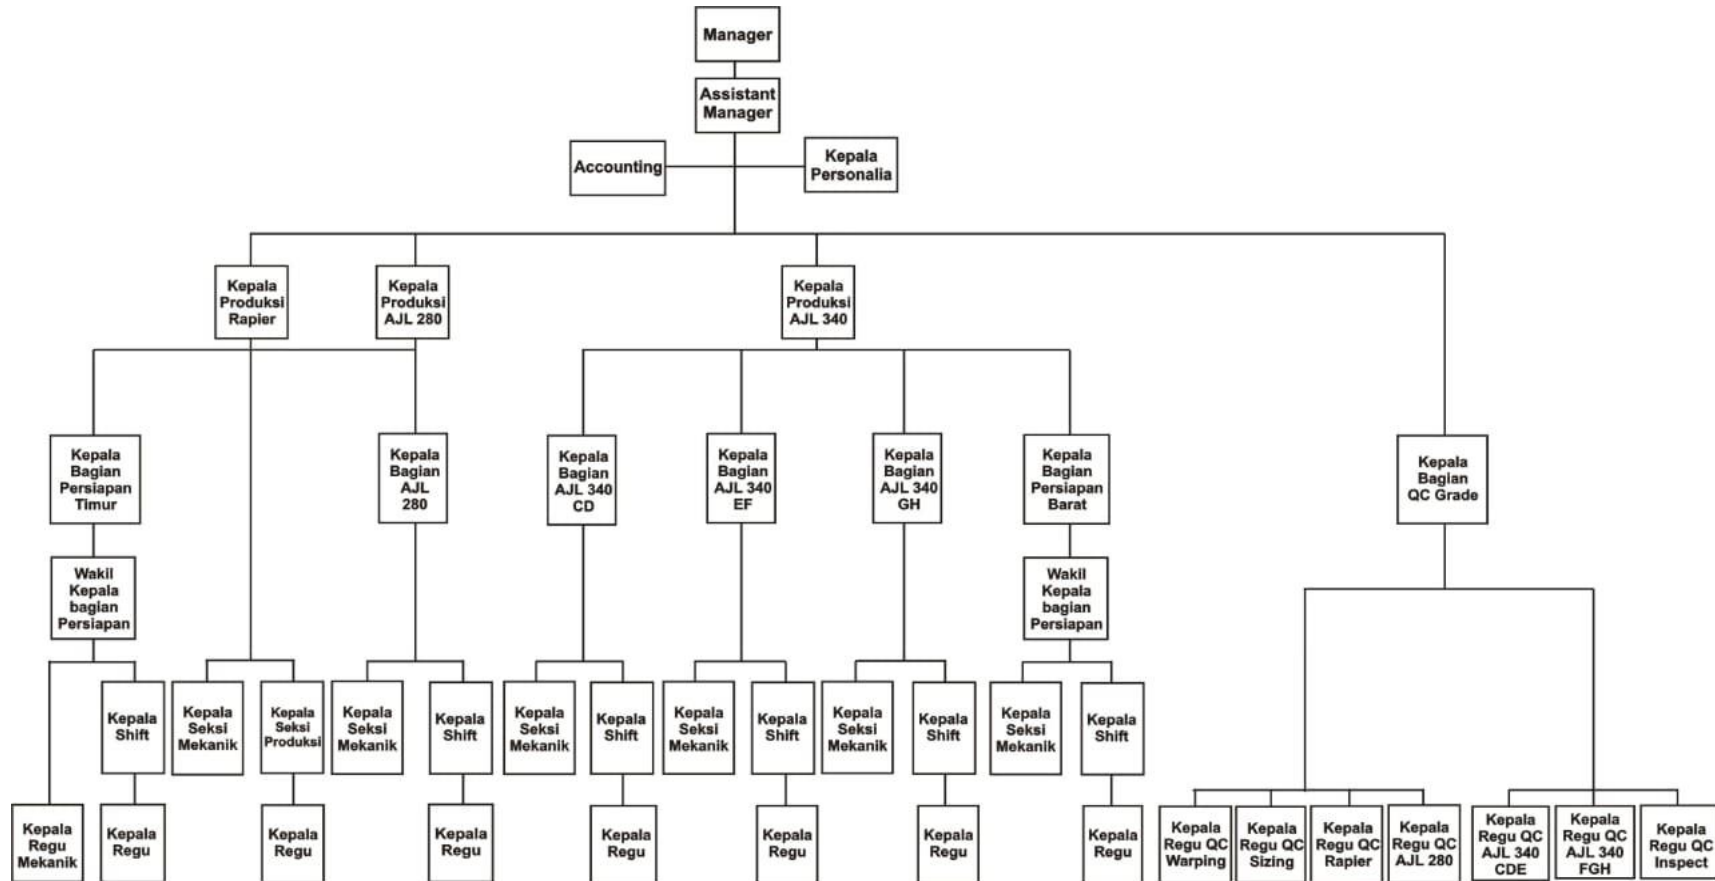 Manager
Assistant
Manager
Accounting
Kepala
Personalia
Kepala
Produksi
Rapier
Kepala
Produksi
AJL 280
Kepala
Produksi
AJL 340
Kepala
Bagian
Persiapan
Timur
Kepala
Bagian
AJL
280
Kepala
Bagian
AJL 340
CD
Kepala
Bagian
AJL 340
EF
Kepala
Bagian
AJL 340
GH
Kepala
Bagian
Persiapan
Barat
Kepala
Bagian
QC Grade
Wakil
Kepala
bagian
Persiapan
Wakil
Kepala
bagian
Persiapan
Kepala
Shift
Kepala
Seksi
Mekanik
Kepala
Seksi
Produksi
Kepala
Seksi
Mekanik
Kepala
Shift
Kepala
Seksi
Mekanik
Kepala
Shift
Kepala
Seksi
Mekanik
Kepala
Shift
Kepala
Seksi
Mekanik
Kepala
Shift
Kepala
Seksi
Mekanik
Kepala
Shift
Kepala
Regu
Mekanik
Kepala
Regu
Kepala
Regu
Kepala
Regu
Kepala
Regu
Kepala
Regu
Kepala
Regu
Kepala
Regu
Kepala
Regu QC
Warping
Kepala
Regu QC
Sizing
Kepala
Regu QC
Rapier
Kepala
Regu QC
AJL 280
Kepala
Regu QC
AJL 340
CDE
Kepala
Regu QC
AJL 340
FGH
Kepala
Regu QC
Inspect